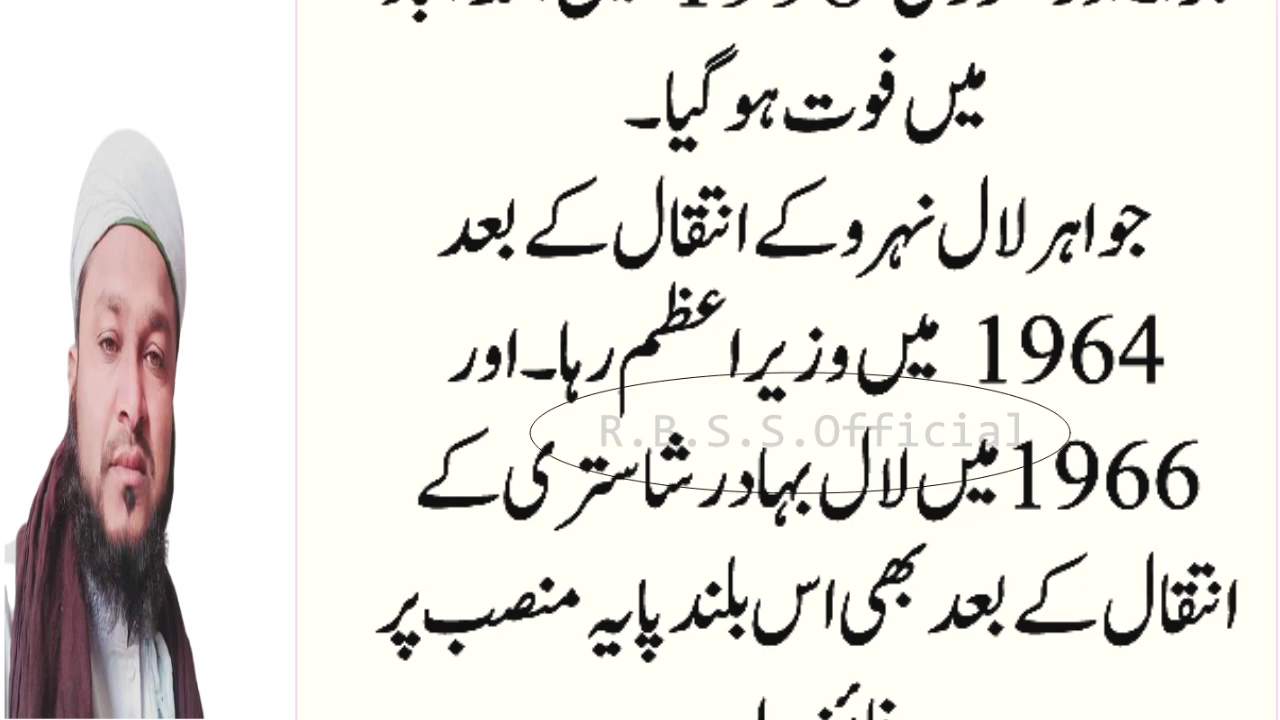 میں فوت ہو گیا۔
جواہر لال نہرو کے انتقال کے بعد
1964 میں وزیر اعظم رہا۔ اور
R.B.S.S.Official
1966 میں لال بہادر شاستری کے
انتقال کے بعد بھی اس بلند پایہ منصب پر